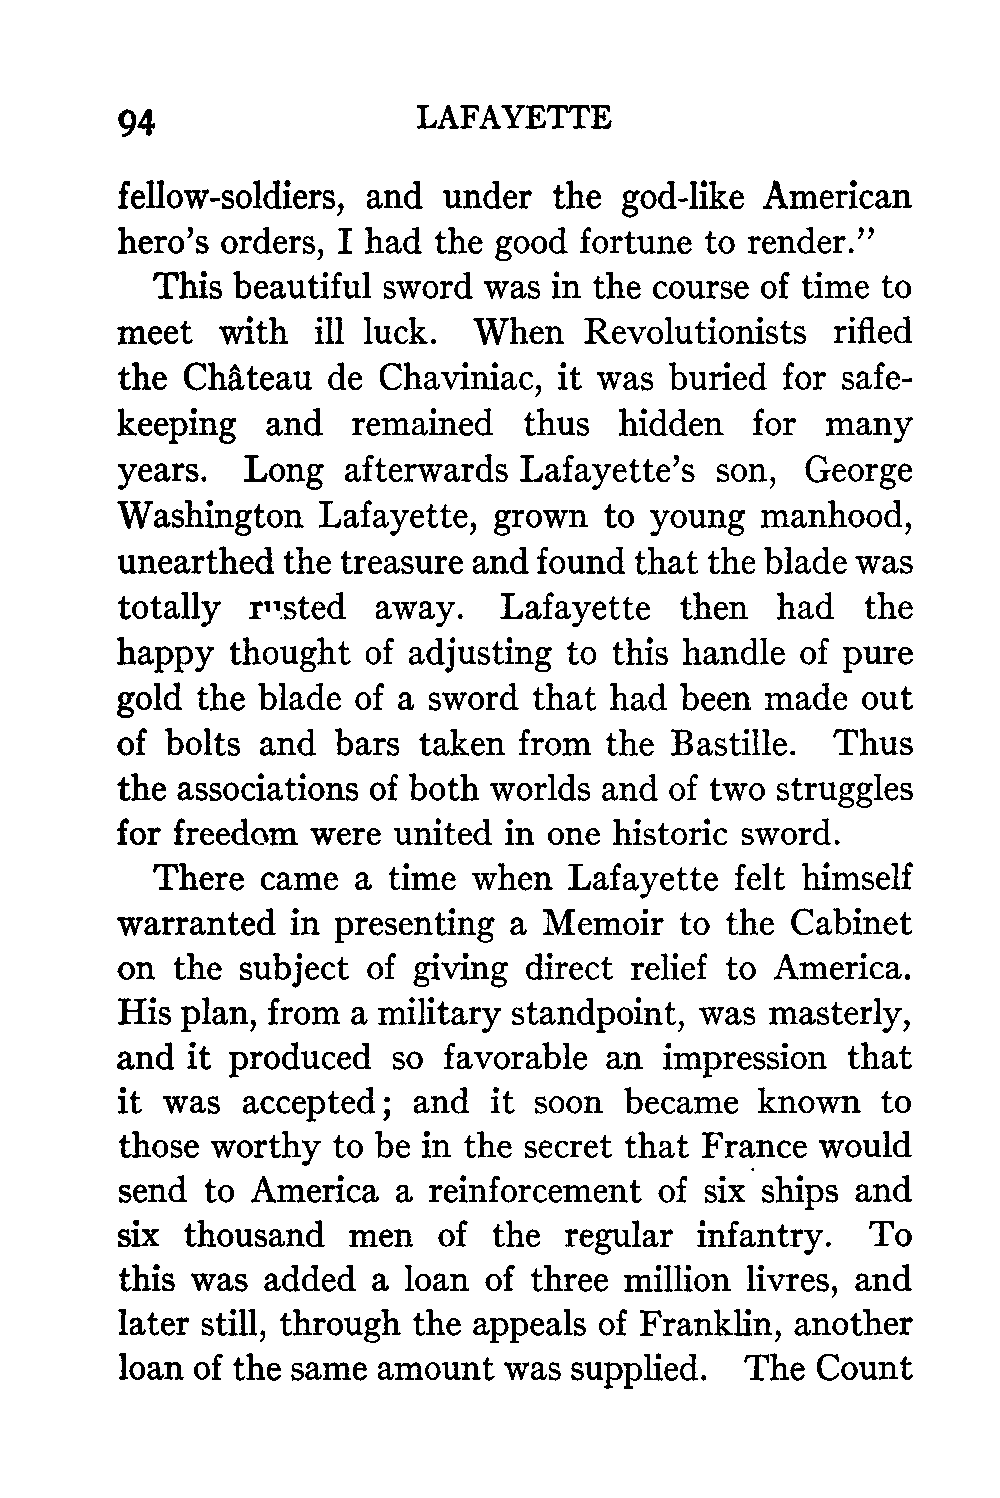 94 LAFAYETTE
fellow-soldiers, and under the god-like American
hero's orders, I had the good fortune to render."
This beautiful sword was in the course of time to
meet with ill luck. When Revolutionists rifled
the Château de Chaviniac, it was buried for safe-
keeping and remained thus hidden for many
years. Long afterwards Lafayette's son, George
Washington Lafayette, grown to young manhood,
unearthed the treasure and found that the blade was
totally rusted away. Lafayette then had the
happy thought of adjusting to this handle of pure
gold the blade of a sword that had been made out
of bolts and bars taken from the Bastille. Thus
the associations of both worlds and of two struggles
for freedom were united in one historic sword.
There came a time when Lafayette felt himself
warranted in presenting a Memoir to the Cabinet
on the subject of giving direct relief to America.
His plan, from a military standpoint, was masterly,
and it produced so favorable an impression that
it was accepted; and it soon became known to
those worthy to be in the secret that France would
send to America a reinforcement of six ships and
six thousand men of the regular infantry. To
this was added a loan of three million livres, and
later still, through the appeals of Franklin, another
loan of the same amount was supplied. The Count